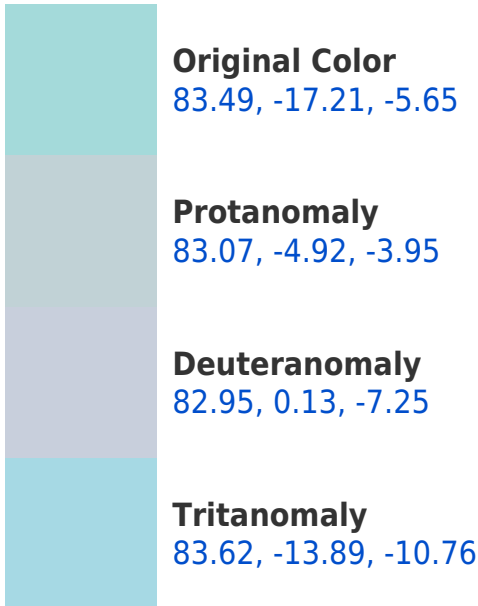 Original Color
83.49, -17.21, -5.65
Protanomaly
83.07, -4.92, -3.95
Deuteranomaly
82.95, 0.13, -7.25
Tritanomaly
83.62, -13.89, -10.76